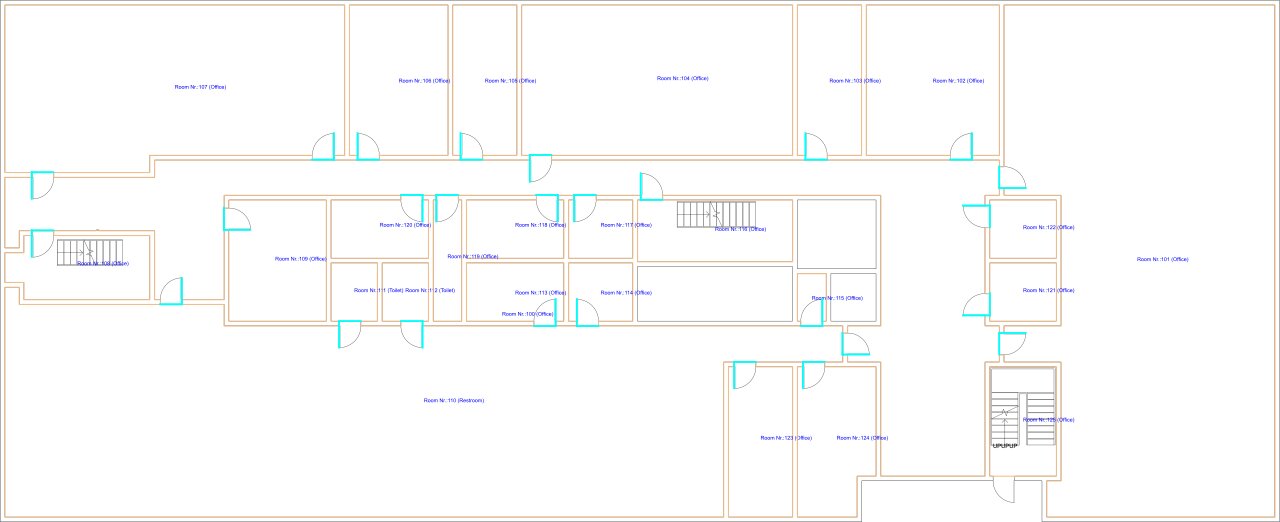 Room Nr.:107 (Office)
Room Nr.:106 (Office)
Room Nr.:105 (Office)
Room Nr.:104 (Office)
Room Nr.:103 (Office)
Room Nr.:102 (Office)
Room Nr.:108 (Office)
Room Nr.:109 (Office)
Room Nr.:120 (Office)
Room Nr.:119 (Office)
Room Nr.:118 (Office)
Room Nr.:117 (Office)
Room Nr.:116 (Office)
Room Nr.:122 (Office)
Room Nr.:101 (Office)
Room Nr.:111 (Toilet)
Room Nr.:112 (Toilet)
Room Nr.:113 (Office)
Room Nr.:114 (Office)
Room Nr.:115 (Office)
Room Nr.:121 (Office)
Room Nr.:100 (Office)
Room Nr.:110 (Restroom)
Room Nr.:123 (Office)
Room Nr.:124 (Office)
Room Nr.:125 (Office)
UPUPUP